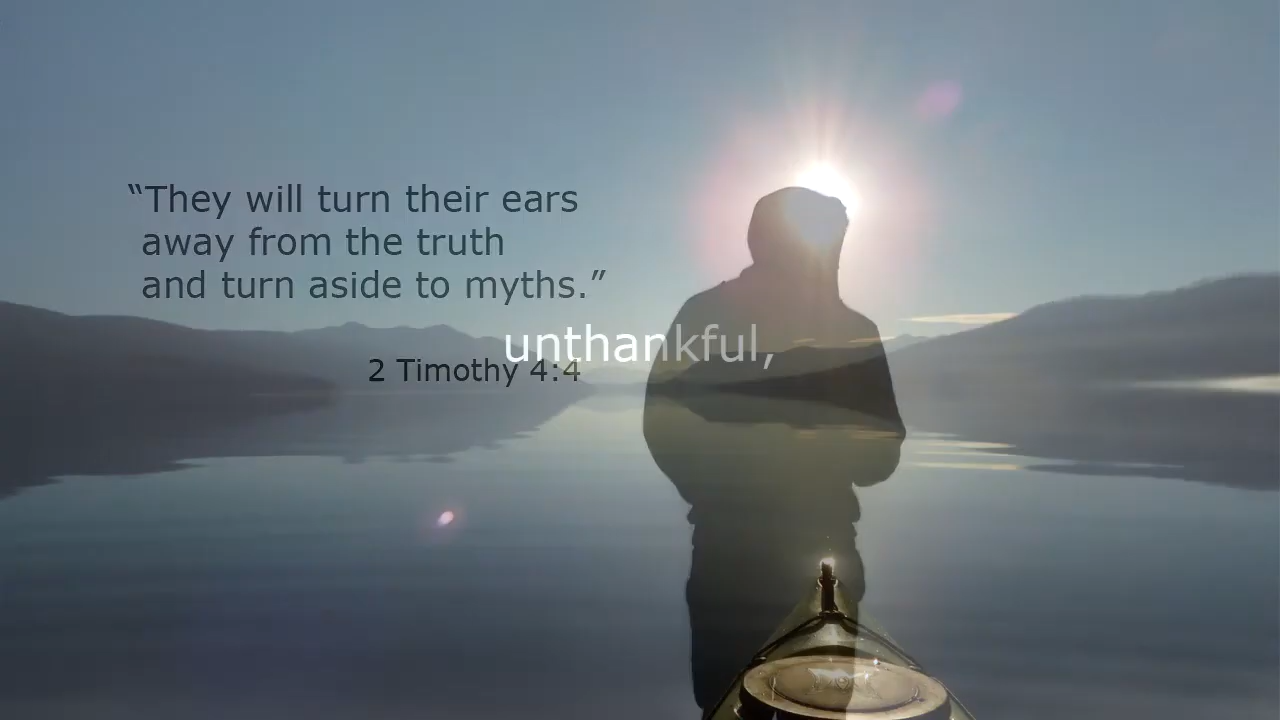 “They will turn their ears
away from the truth
and turn aside to myths.”
unthankful,
2 Timothy 4:4